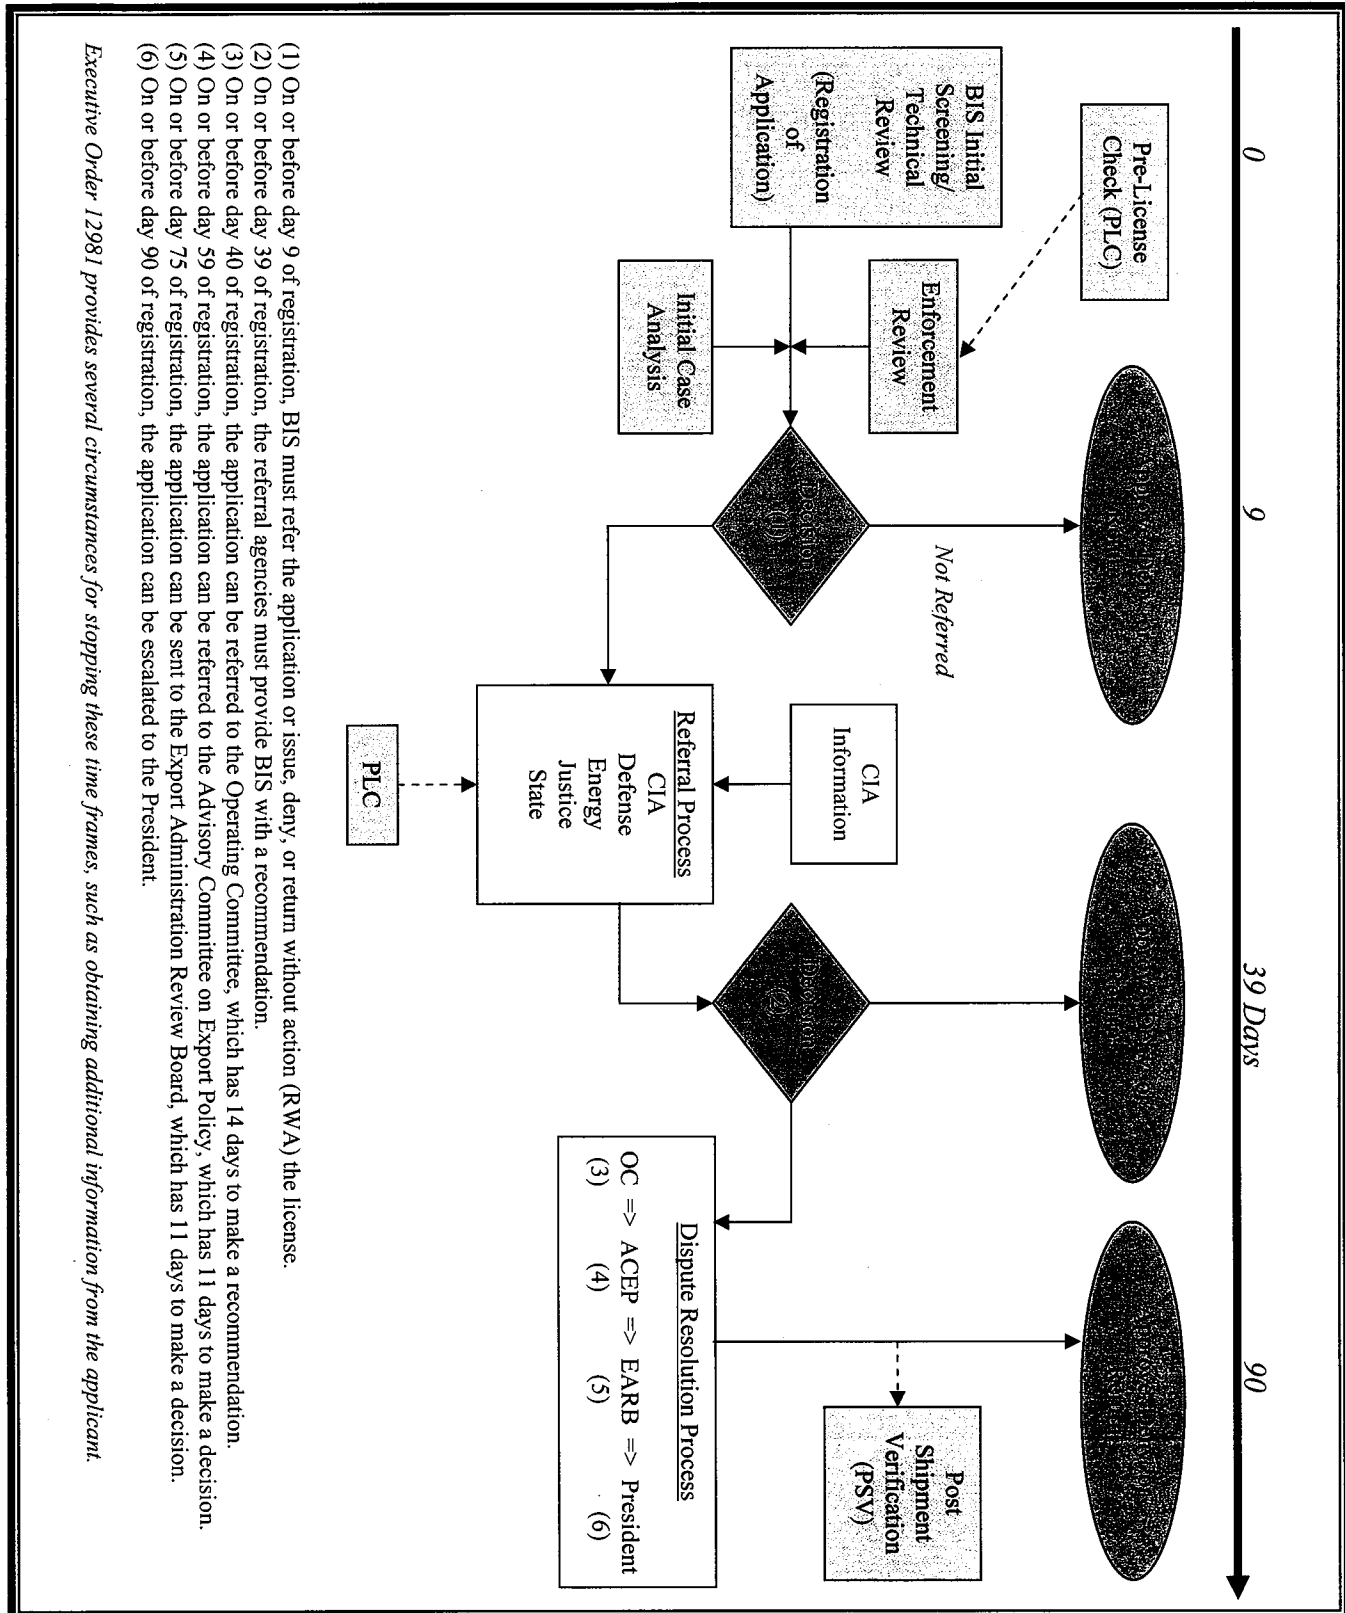 0
9
39 Days
90
Pre-License
Check (PLC)
BIS Initial
Screening/
Technical
Review
(Registration
of
Application)
Enforcement
Review
Initial Case
Analysis
Decision
(1)
Not Referred
CIA
Information
Referral Process
CIA
Defense
Energy
Justice
State
PLC
Decision
(2)
Dispute Resolution Process
OC => ACEP => EARB => President
(3) (4) (5) (6)
Post
Shipment
Verification
(PSV)
(1) On or before day 9 of registration, BIS must refer the application or issue, deny, or return without action (RWA) the license.
(2) On or before day 39 of registration, the referral agencies must provide BIS with a recommendation.
(3) On or before day 40 of registration, the application can be referred to the Operating Committee, which has 14 days to make a recommendation.
(4) On or before day 59 of registration, the application can be referred to the Advisory Committee on Export Policy, which has 11 days to make a decision.
(5) On or before day 75 of registration, the application can be sent to the Export Administration Review Board, which has 11 days to make a decision.
(6) On or before day 90 of registration, the application can be escalated to the President.
Executive Order 12981 provides several circumstances for stopping these time frames, such as obtaining additional information from the applicant.